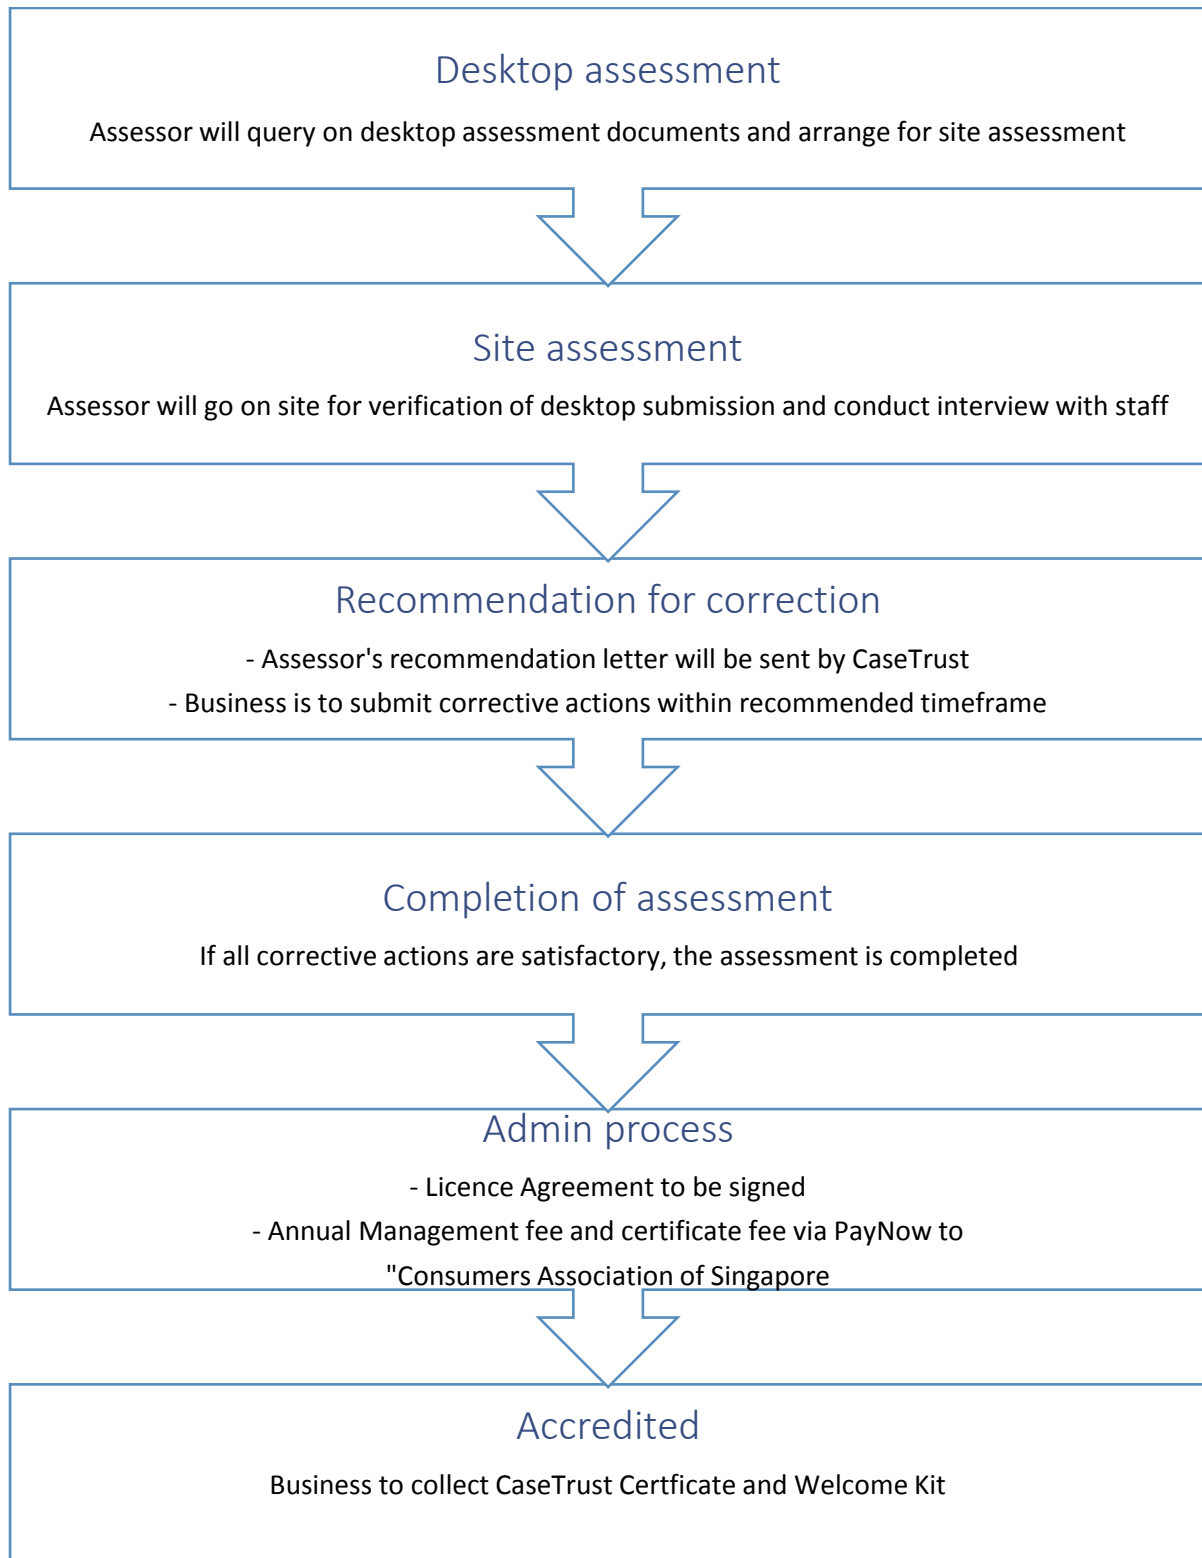 Desktop assessment
Assessor will query on desktop assessment documents and arrange for site assessment
Site assessment
Assessor will go on site for verification of desktop submission and conduct interview with staff
Recommendation for correction
- Assessor's recommendation letter will be sent by CaseTrust
- Business is to submit corrective actions within recommended timeframe
Completion of assessment
If all corrective actions are satisfactory, the assessment is completed
Admin process
- Licence Agreement to be signed
- Annual Management fee and certificate fee via PayNow to
"Consumers Association of Singapore
Accredited
Business to collect CaseTrust Certficate and Welcome Kit